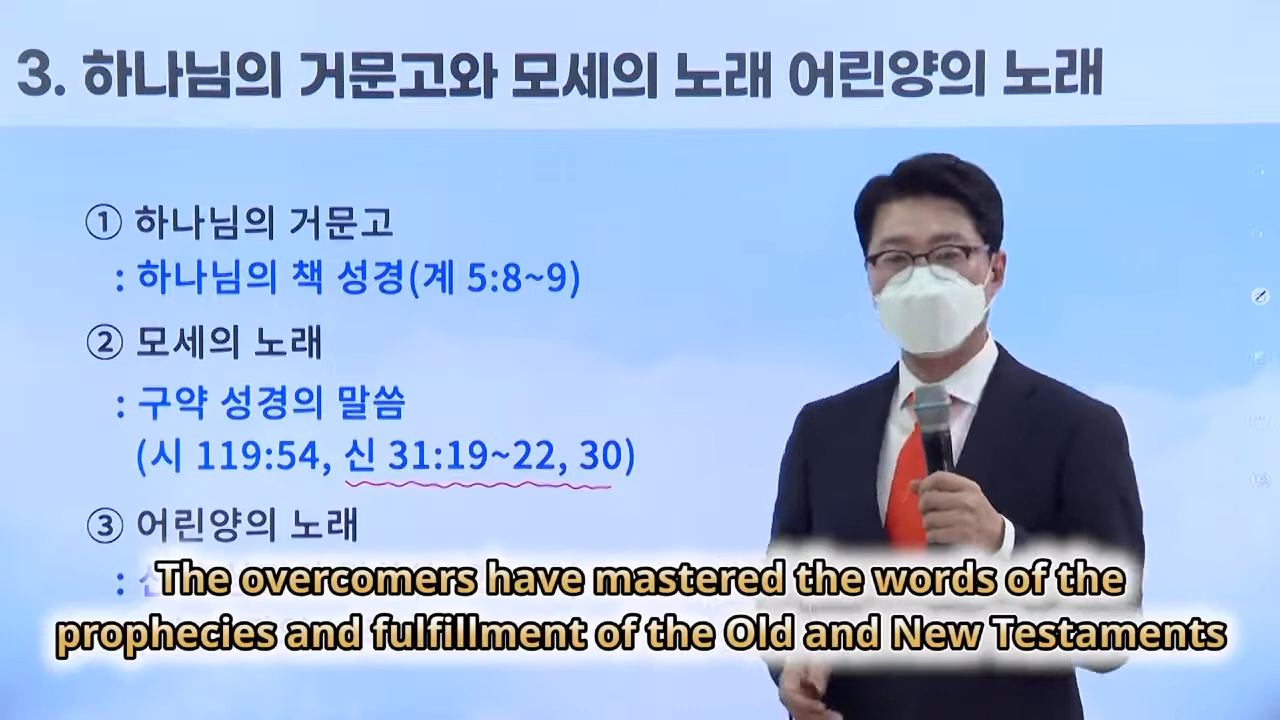 3. 하나님의 거문고와 모세의 노래 어린양의 노래
① 하나님의 거문고
: 하나님의 책 성경(계 5:8~9)
② 모세의 노래
: 구약 성경의 말씀
(시 119:54, 신 31:19~22, 30)
③ 어린양의 노래
:
The overcomers have mastered the words of the
prophecies and fulfillment of the Old and New Testaments